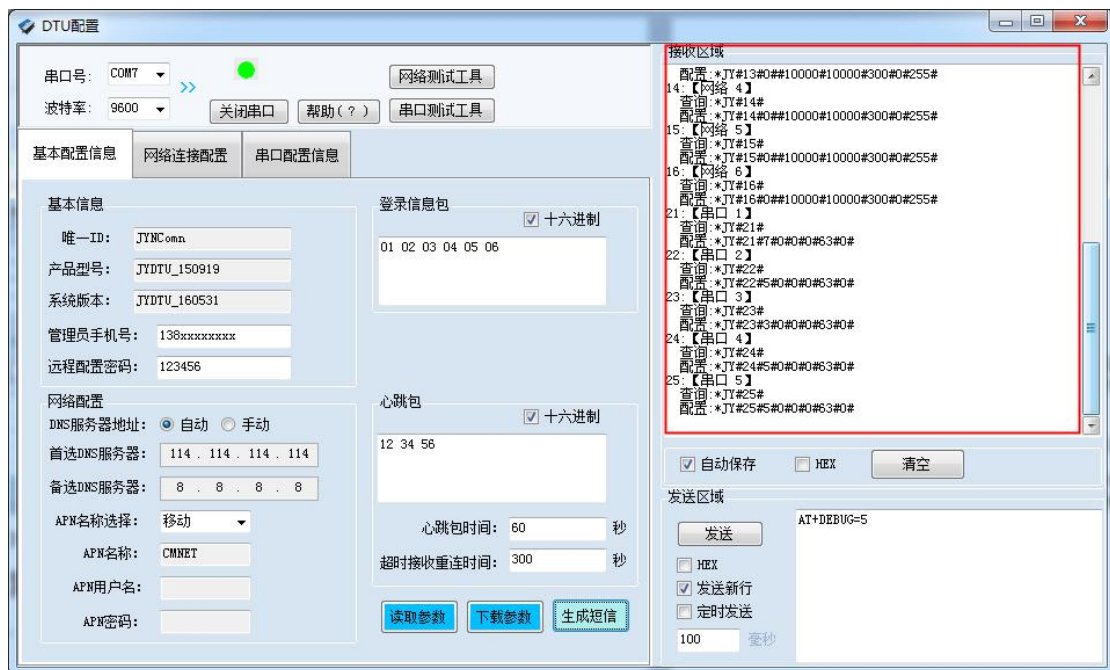 DTU配置
串口号: COM7
>>
网络测试工具
波特率: 9600
关闭串口
帮助(?)
串口测试工具
基本配置信息
网络连接配置
串口配置信息
基本信息
唯一ID: JYNComn
产品型号: JYDTU_150919
系统版本: JYDTU_160531
管理员手机号: 138xxxxxxxx
远程配置密码: 123456
网络配置
DNS服务器地址: 自动 手动
首选DNS服务器: 114 . 114 . 114 . 114
备选DNS服务器: 8 . 8 . 8 . 8
APN名称选择: 移动
APN名称: CMNET
APN用户名:
APN密码:
登录信息包
十六进制
01 02 03 04 05 06
心跳包
十六进制
12 34 56
心跳包时间: 60 秒
超时接收重连时间: 300 秒
读取参数
下载参数
生成短信
接收区域
配置:*JY#13#0##10000#10000#300#0#255#
14:【网络 4】
查询:*JY#14#
配置:*JY#14#0##10000#10000#300#0#255#
15:【网络 5】
查询:*JY#15#
配置:*JY#15#0##10000#10000#300#0#255#
16:【网络 6】
查询:*JY#16#
配置:*JY#16#0##10000#10000#300#0#255#
21:【串口 1】
查询:*JY#21#
配置:*JY#21#7#0#0#0#63#0#
22:【串口 2】
查询:*JY#22#
配置:*JY#22#5#0#0#0#63#0#
23:【串口 3】
查询:*JY#23#
配置:*JY#23#3#0#0#0#63#0#
24:【串口 4】
查询:*JY#24#
配置:*JY#24#5#0#0#0#63#0#
25:【串口 5】
查询:*JY#25#
配置:*JY#25#5#0#0#0#63#0#
自动保存
HEX
清空
发送区域
发送
AT+DEBUG=5
HEX
发送新行
定时发送
100 毫秒